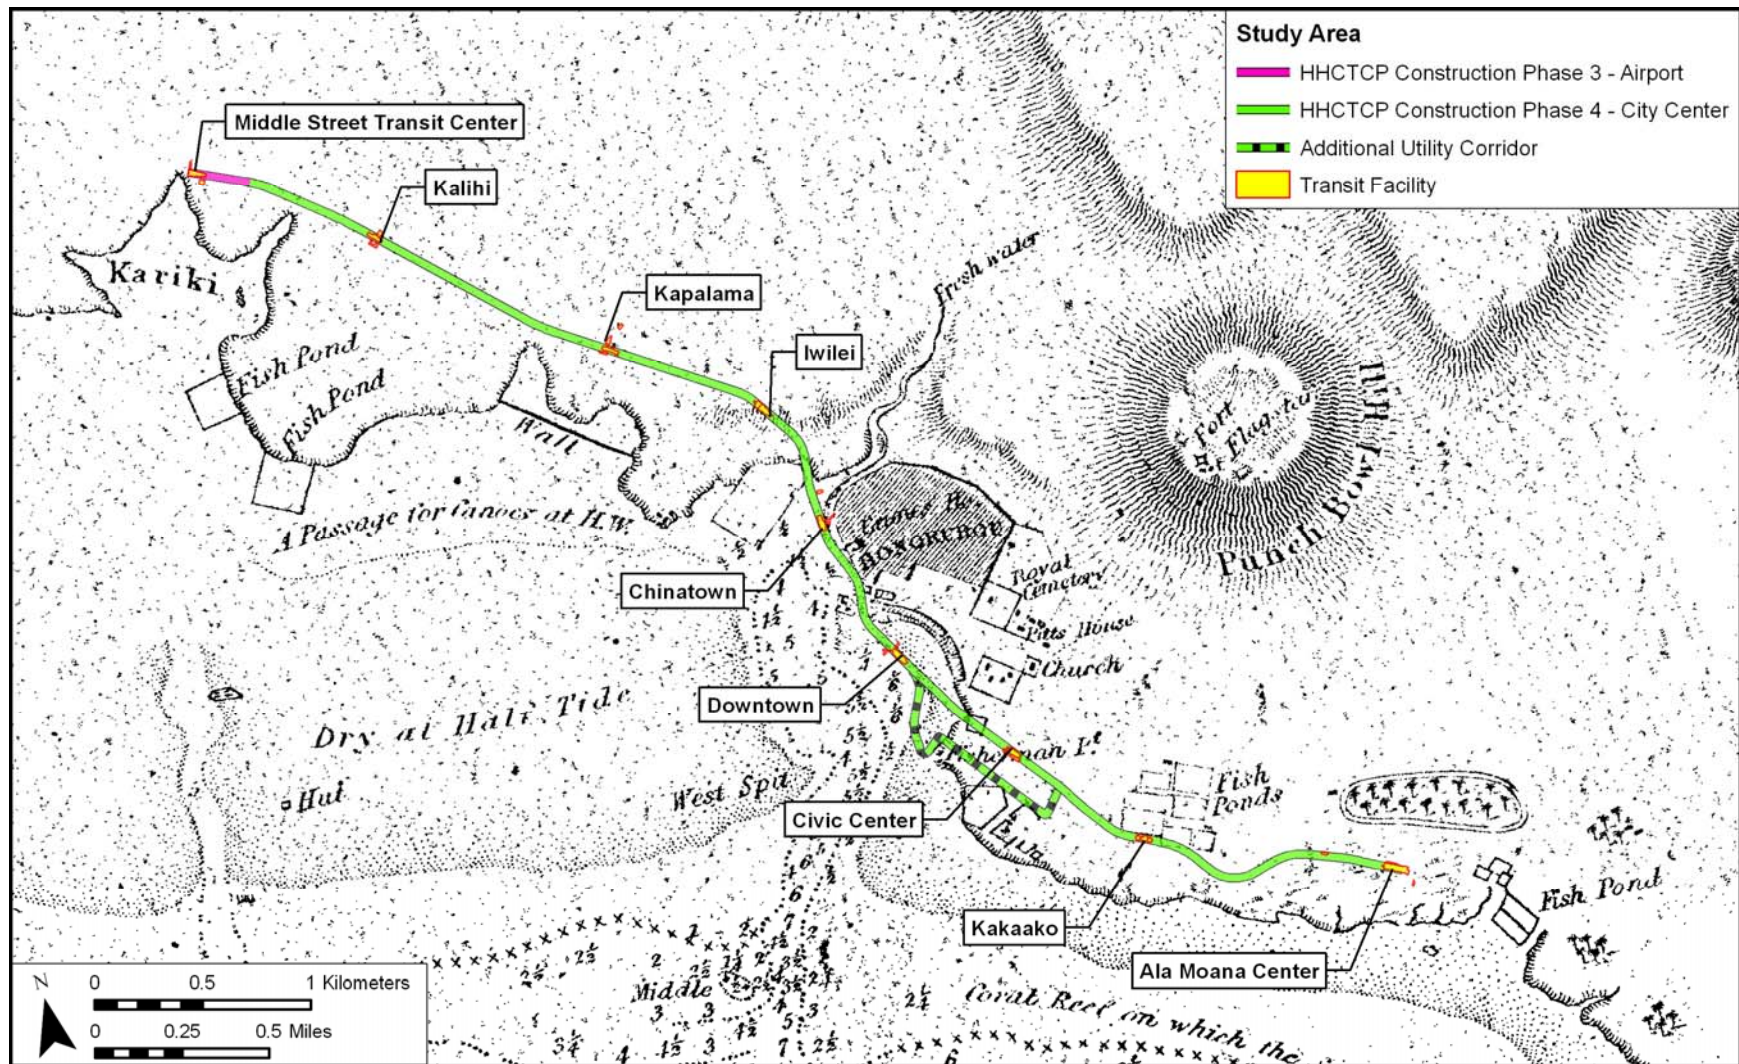 Study Area
HHCTCP Construction Phase 3 - Airport
HHCTCP Construction Phase 4 - City Center
Additional Utility Corridor
Transit Facility
Middle Street Transit Center
Kalihi
Kapalama
Iwilei
Chinatown
Downtown
Civic Center
Kakaako
Ala Moana Center
Kariki
Fish Pond
Fish Pond
Wall
A Passage for Canoes at H.W.
Fresh water
Fort
Flagstaff
Punch Bowl Hill
Royal
Cemetery
Pitts House
Church
Dry at Half Tide
Hut
West Spit
Fish
Ponds
Fish Pond
Middle
Coral Reef on which the
N
0 0.5 1 Kilometers
0 0.25 0.5 Miles